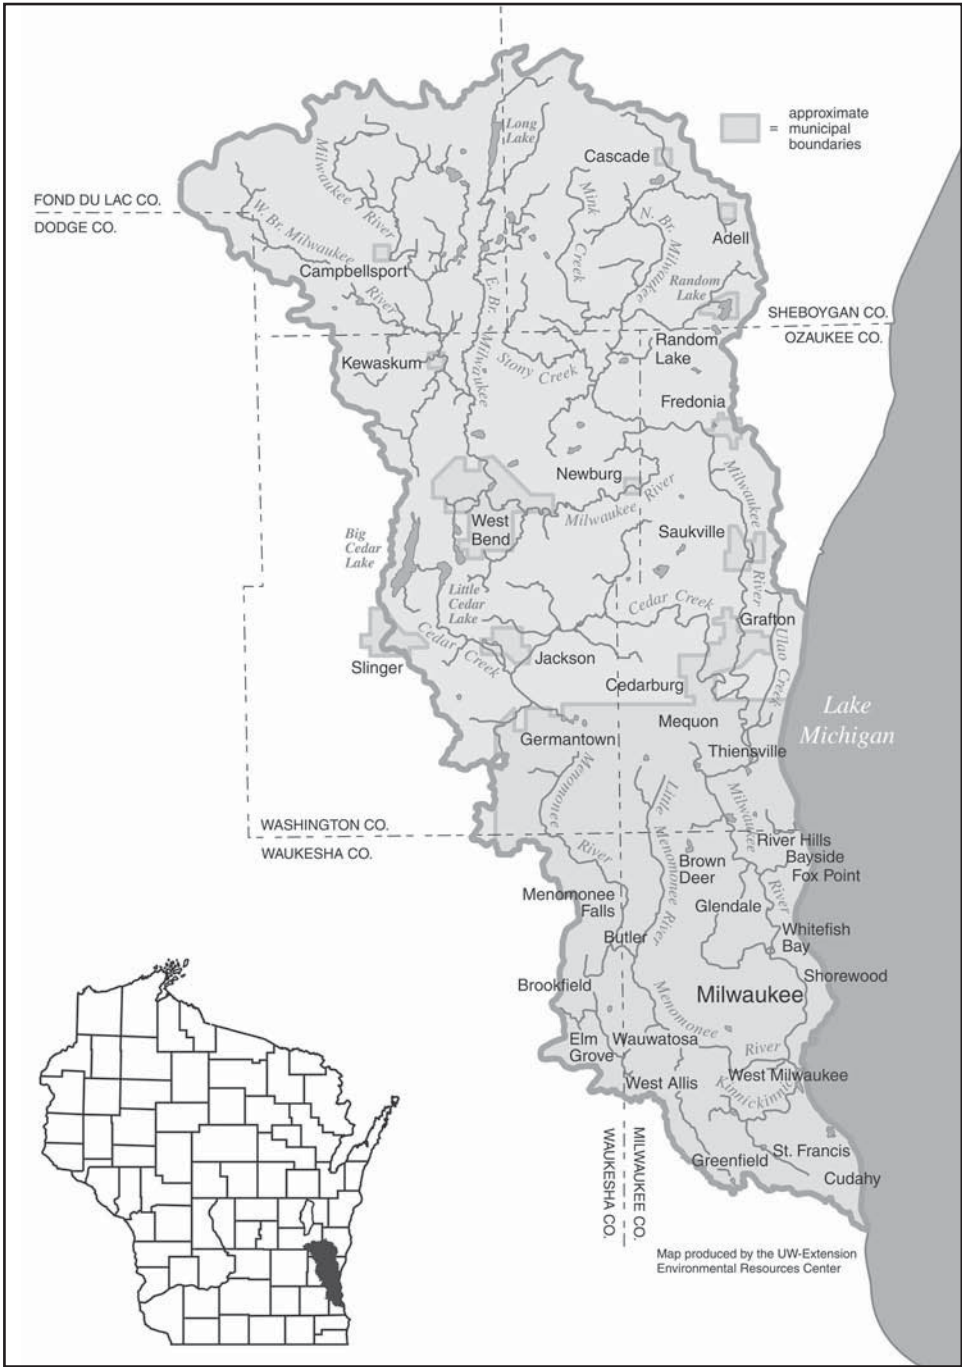 Long
Lake
=
approximate
municipal
boundaries
Cascade
Milwaukee
River
Mink
Creek
N. Br. Milwaukee
FOND DU LAC CO.
DODGE CO.
W. Br. Milwaukee
River
Adell
Campbellsport
Random
Lake
E. Br. Milwaukee
SHEBOYGAN CO.
OZAUKEE CO.
Random
Lake
Kewaskum
Stony Creek
Fredonia
Newburg
Milwaukee River
Milwaukee
River
West
Bend
Saukville
Big
Cedar
Lake
Little
Cedar
Lake
Cedar Creek
Grafton
Ulao Creek
Cedar Creek
Slinger
Jackson
Cedarburg
Lake
Michigan
Mequon
Germantown
Thiensville
Menomonee
River
Little Menomonee River
Milwaukee
River
WASHINGTON CO.
WAUKESHA CO.
River Hills
Bayside
Fox Point
Brown
Deer
Menomonee
Falls
Glendale
Whitefish
Bay
Butler
Shorewood
Brookfield
Milwaukee
Menomonee
River
Elm
Grove
Wauwatosa
West Milwaukee
West Allis
Kinnickinnic
St. Francis
Greenfield
Cudahy
MILWAUKEE CO.
WAUKESHA CO.
Map produced by the UW-Extension
Environmental Resources Center